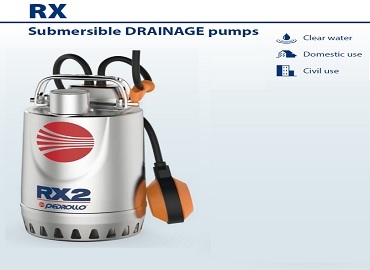 RX
Submersible DRAINAGE pumps
Clear water
Domestic use
Civil use
RX2
PEDROLLO